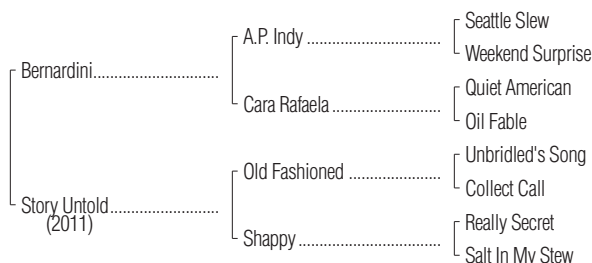 Seattle Slew
A.P. Indy ..................................
Weekend Surprise
Bernardini................................
Quiet American
Cara Rafaela ...........................
Oil Fable
Unbridled's Song
Old Fashioned .......................
Collect Call
Story Untold...........................
(2011)
Really Secret
Shappy....................................
Salt In My Stew